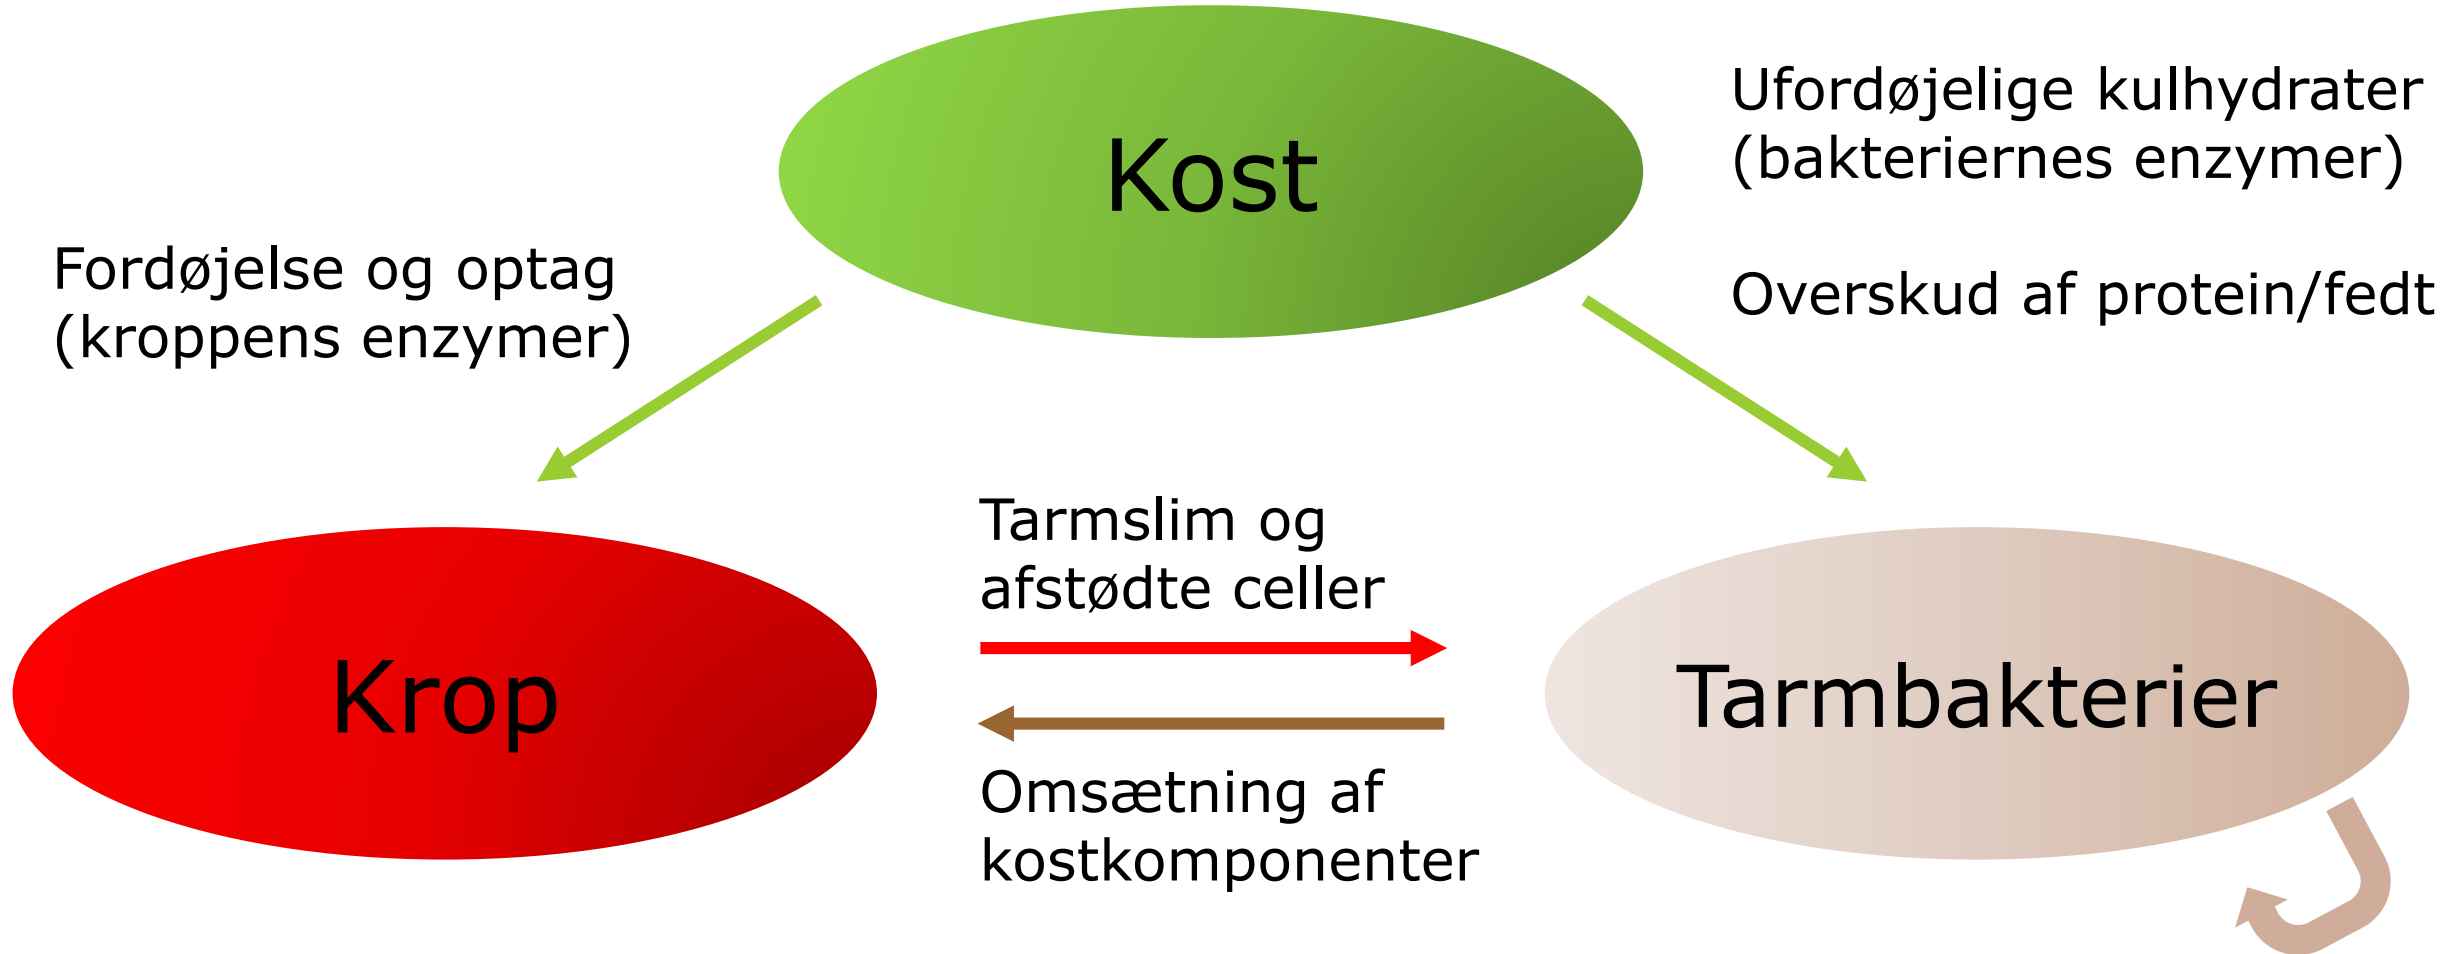 Kost
Ufordøjelige kulhydrater
(bakteriernes enzymer)
Overskud af protein/fedt
Fordøjelse og optag
(kroppens enzymer)
Tarmslim og
afstødte celler
Krop
Tarmbakterier
Omsætning af
kostkomponenter